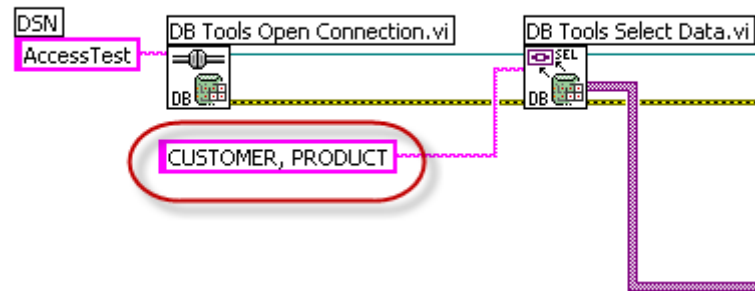 DSN
AccessTest
DB Tools Open Connection.vi
DB
CUSTOMER, PRODUCT
DB Tools Select Data.vi
SEL
DB